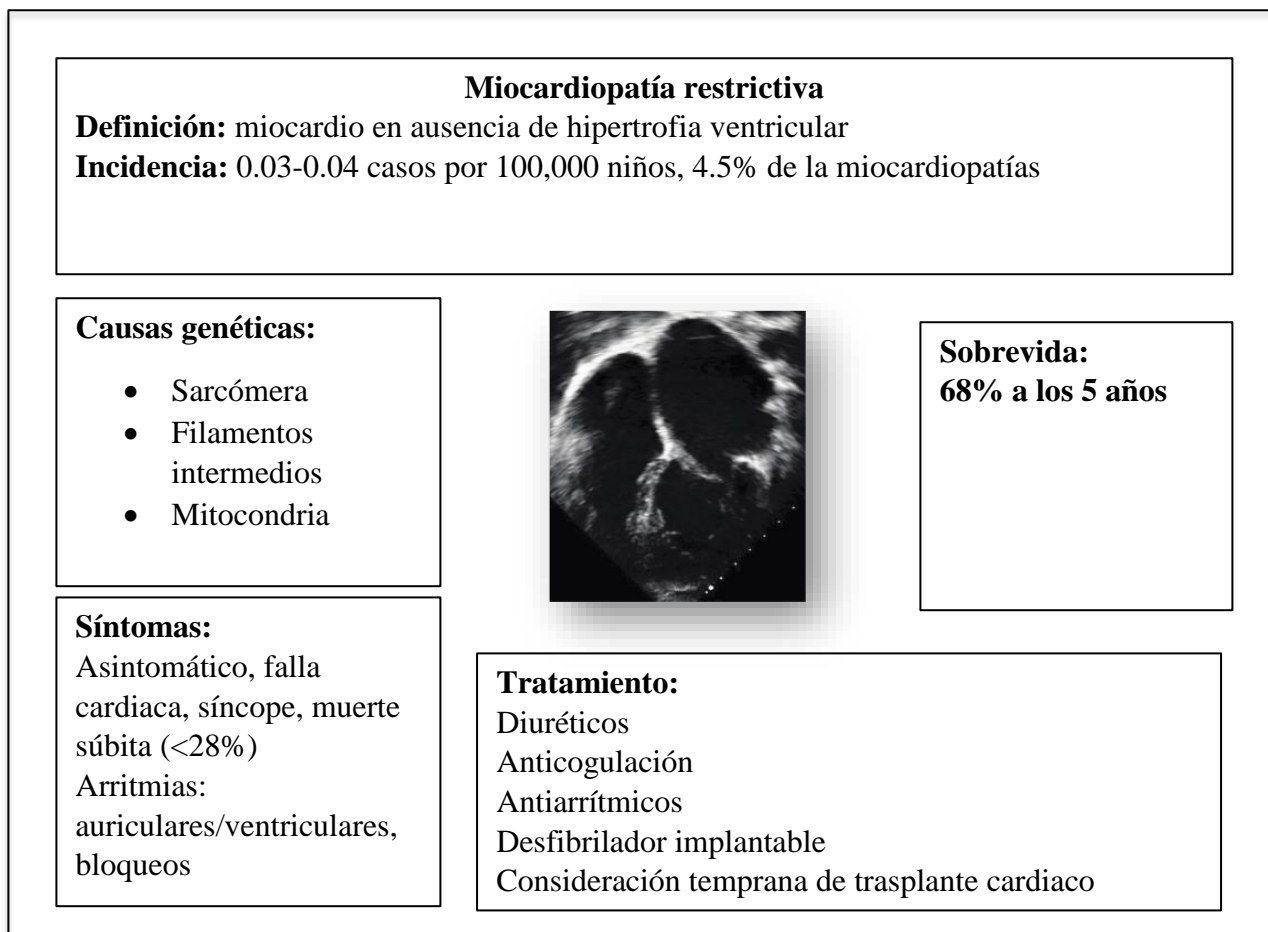 Miocardiopatía restrictiva
Definición: miocardio en ausencia de hipertrofia ventricular
Incidencia: 0.03-0.04 casos por 100,000 niños, 4.5% de la miocardiopatías
Causas genéticas:
• Sarcómera
• Filamentos
intermedios
• Mitocondria
Sobrevida:
68% a los 5 años
Síntomas:
Asintomático, falla
cardiaca, síncope, muerte
súbita (<28%)
Arritmias:
auriculares/ventriculares,
bloqueos
Tratamiento:
Diuréticos
Anticogulación
Antiarrítmicos
Desfibrilador implantable
Consideración temprana de trasplante cardiaco